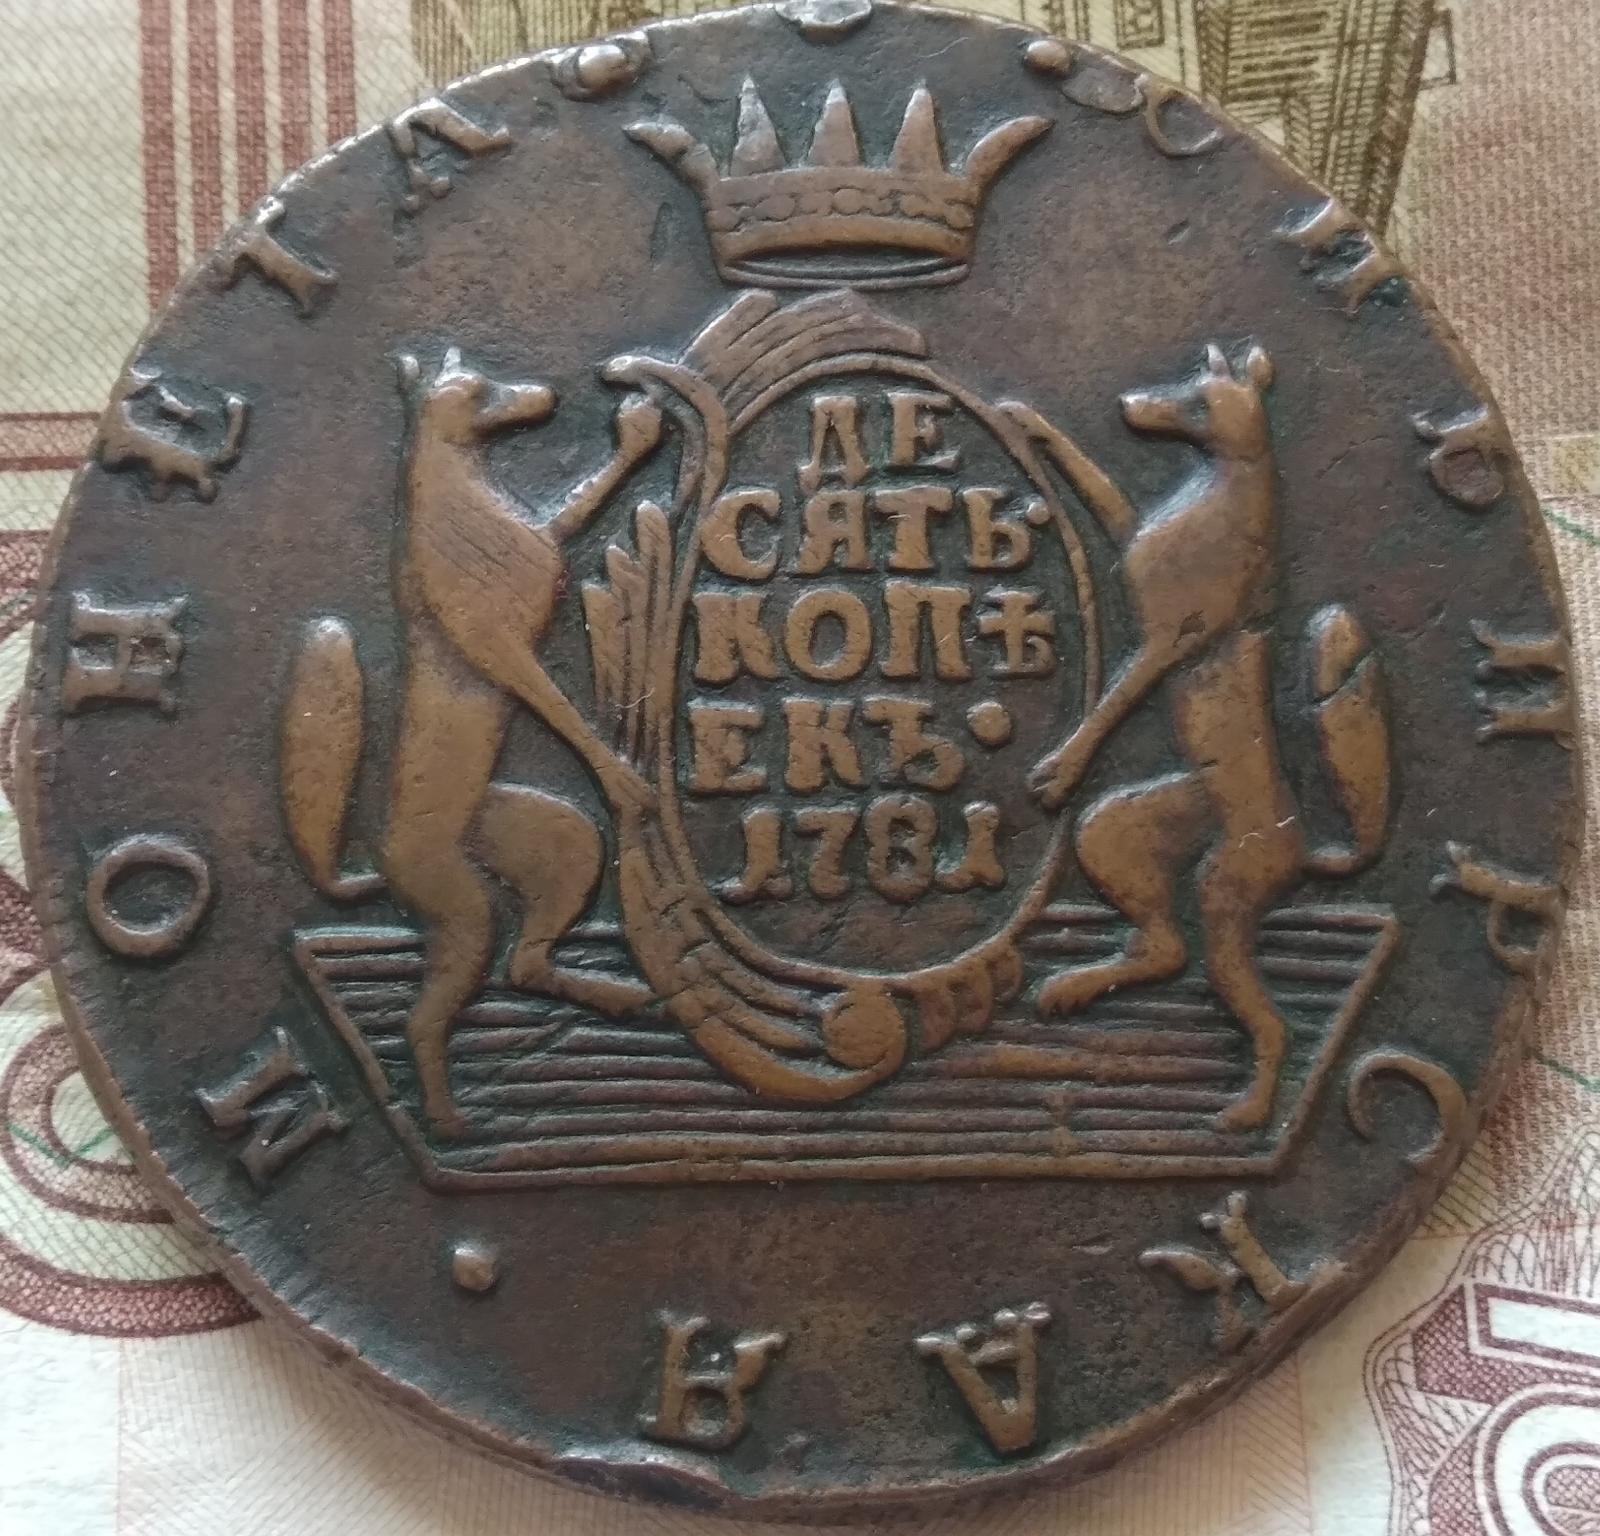 СИБИРСКАЯ • МОНЕТА •
ДЕ
СЯТЬ•
КОПѢ
ЕКЪ•
1781